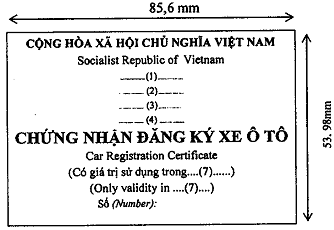 85,6 mm
CỘNG HÒA XÃ HỘI CHỦ NGHĨA VIỆT NAM
Socialist Republic of Vietnam
......(1)......
......(2)......
......(3)......
......(4)......
CHỨNG NHẬN ĐĂNG KÝ XE Ô TÔ
Car Registration Certificate
(Có giá trị sử dụng trong....(7)......)
(Only validity in ....(7)....)
Số (Number):
53. 98mm